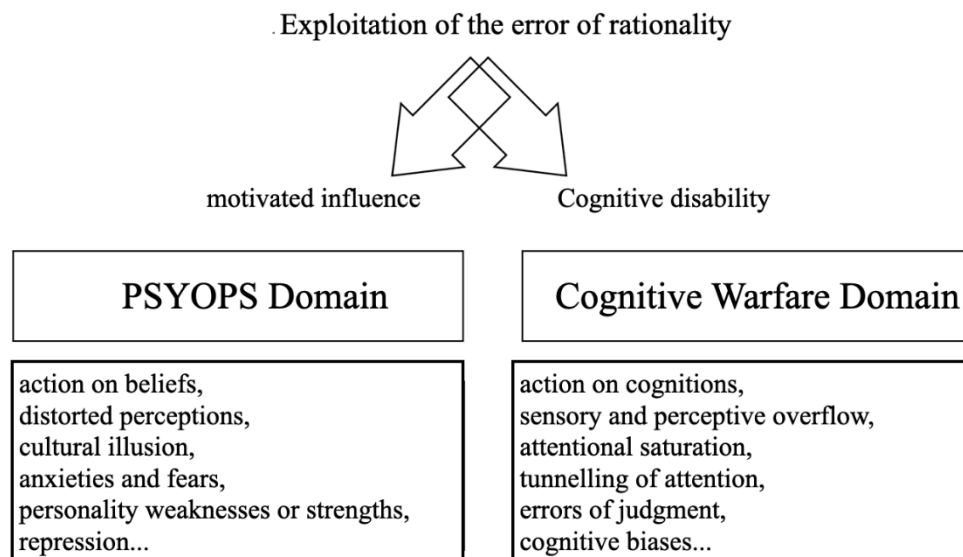 . Exploitation of the error of rationality
motivated influence
Cognitive disability
PSYOPS Domain
Cognitive Warfare Domain
action on beliefs,
distorted perceptions,
cultural illusion,
anxieties and fears,
personality weaknesses or strengths,
repression...
action on cognitions,
sensory and perceptive overflow,
attentional saturation,
tunnelling of attention,
errors of judgment,
cognitive biases...